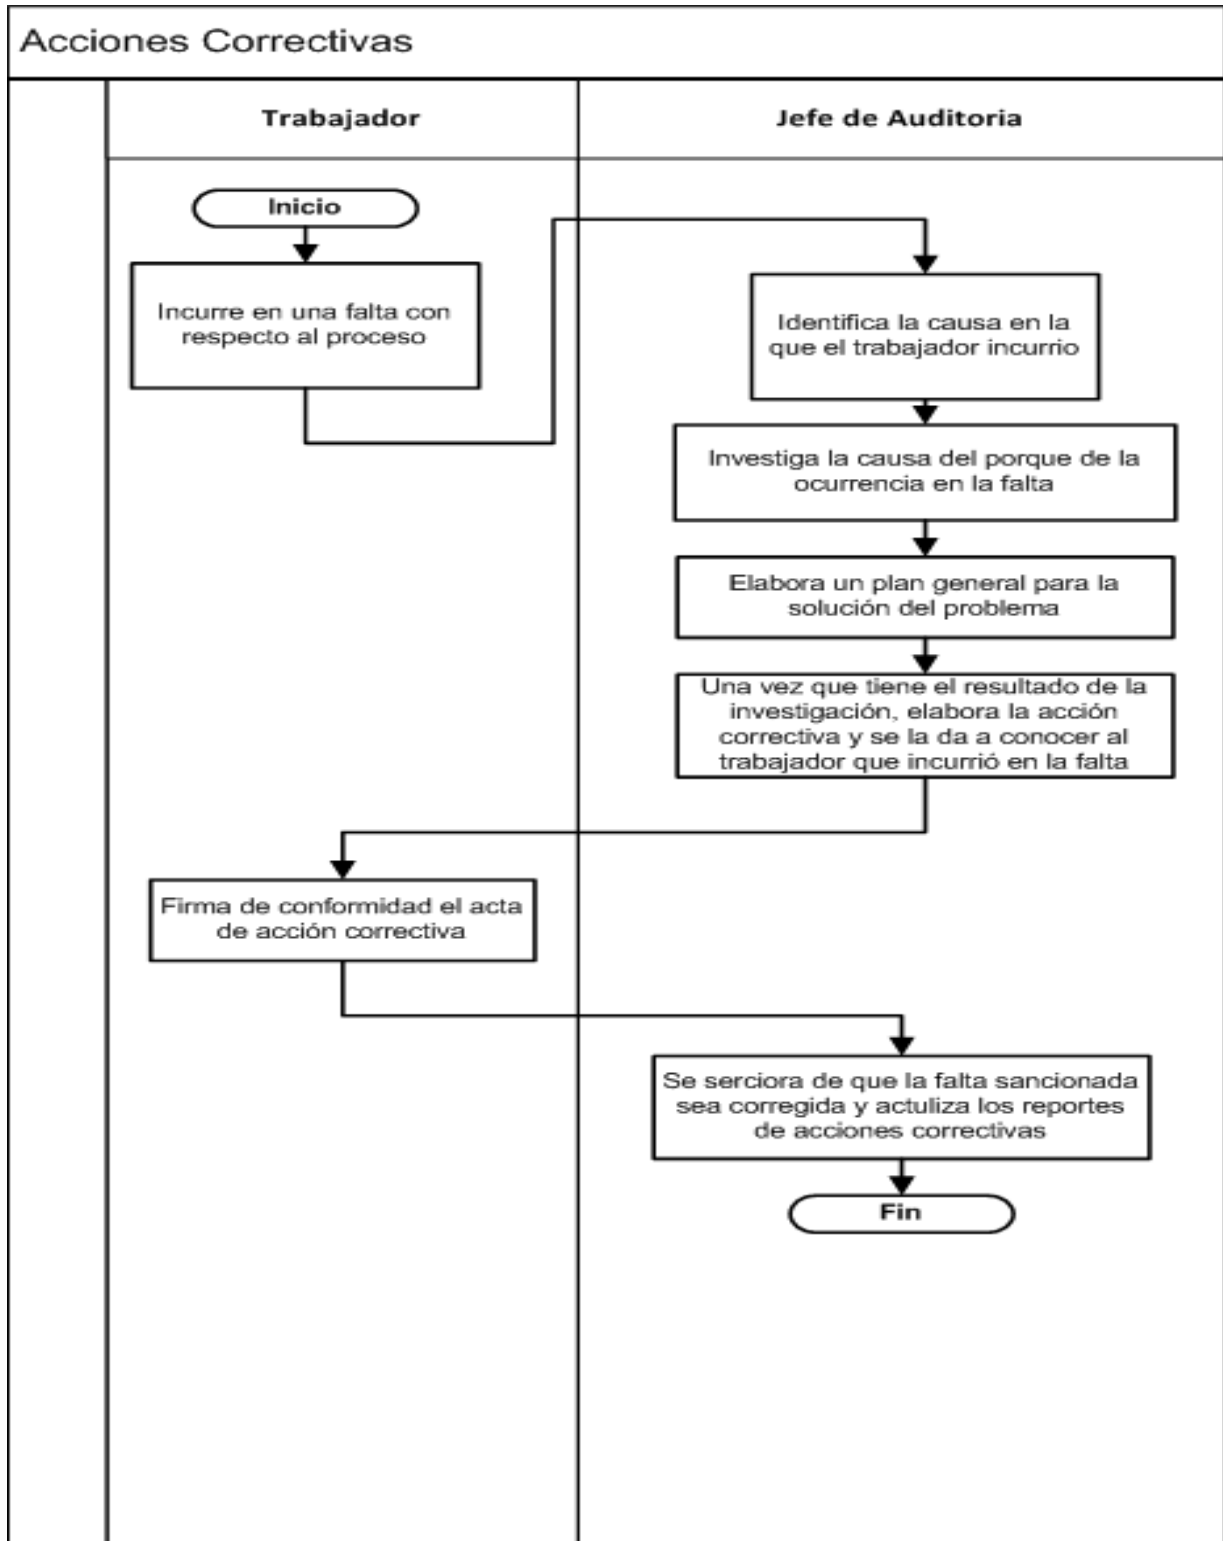 Acciones Correctivas
Trabajador
Jefe de Auditoria
Inicio
Incurre en una falta con
respecto al proceso
Identifica la causa en la
que el trabajador incurrio
Investiga la causa del porque de la
ocurrencia en la falta
Elabora un plan general para la
solución del problema
Una vez que tiene el resultado de la
investigación, elabora la acción
correctiva y se la da a conocer al
trabajador que incurrió en la falta
Firma de conformidad el acta
de acción correctiva
Se serciora de que la falta sancionada
sea corregida y actuliza los reportes
de acciones correctivas
Fin